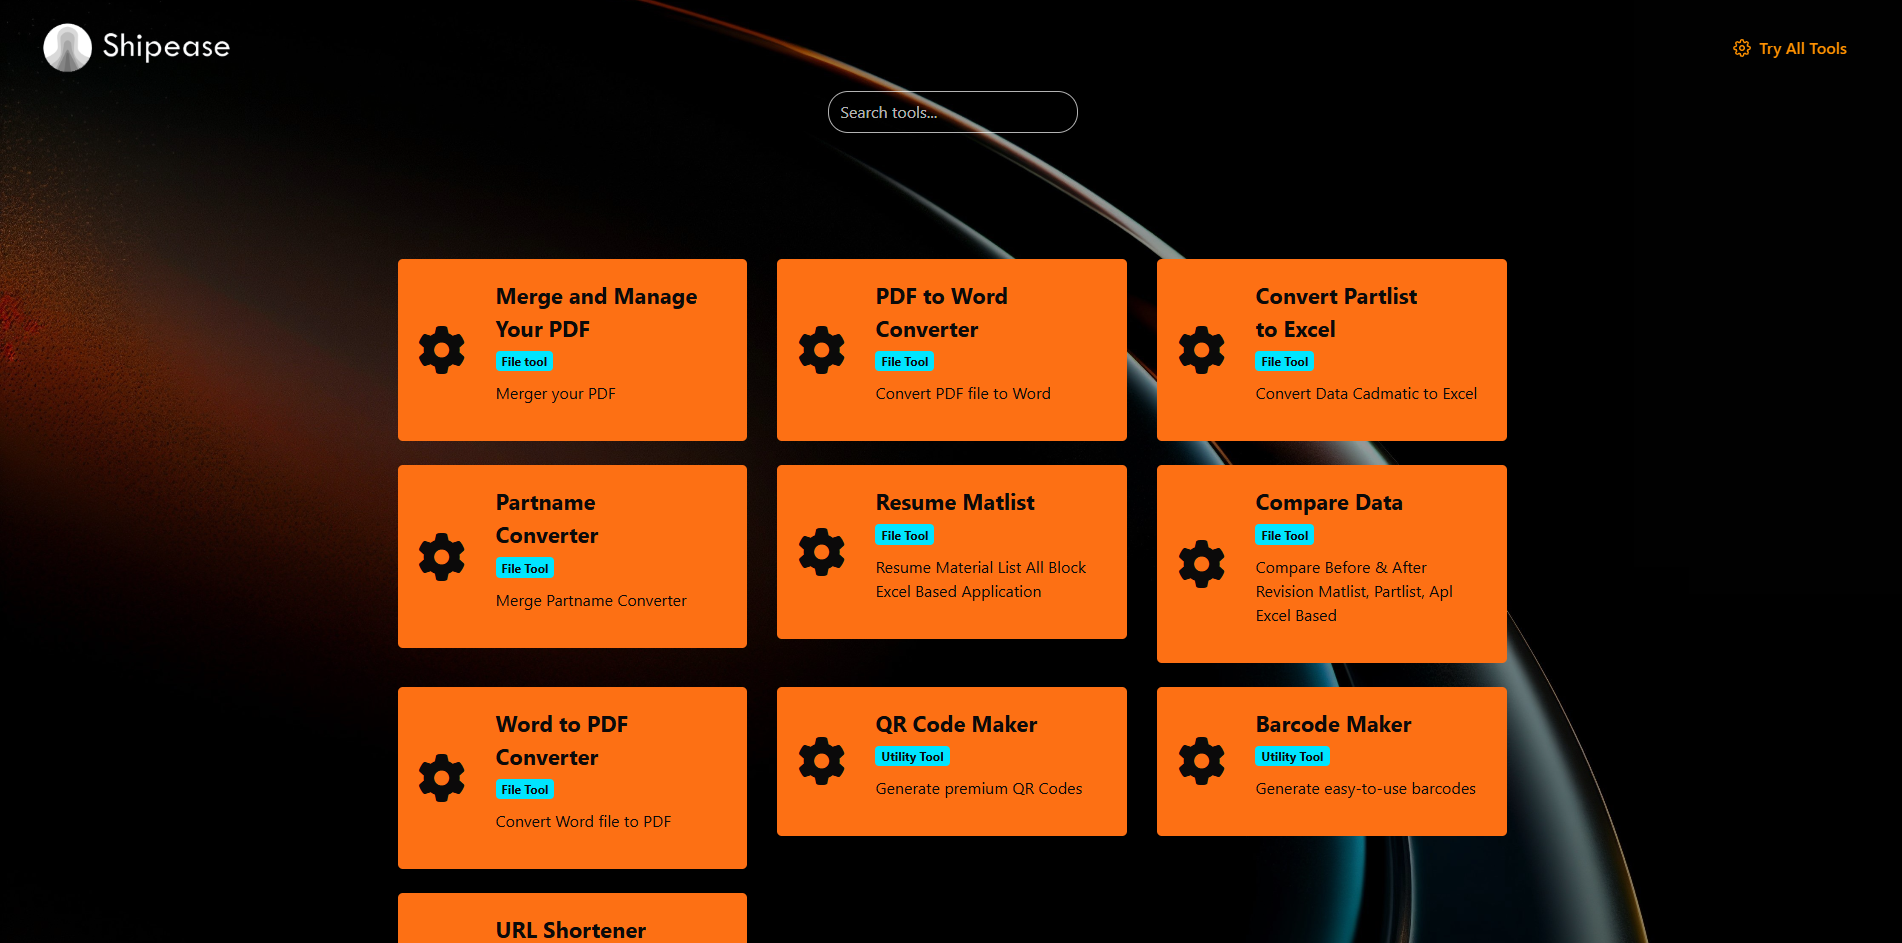 Shipease
Try All Tools
Search tools...
Merge and Manage
Your PDF
File tool
Merger your PDF
PDF to Word
Converter
File Tool
Convert PDF file to Word
Convert Partlist
to Excel
File Tool
Convert Data Cadmatic to Excel
Partname
Converter
File Tool
Merge Partname Converter
Resume Matlist
File Tool
Resume Material List All Block
Excel Based Application
Compare Data
File Tool
Compare Before & After
Revision Matlist, Partlist, Apl
Excel Based
Word to PDF
Converter
File Tool
Convert Word file to PDF
QR Code Maker
Utility Tool
Generate premium QR Codes
Barcode Maker
Utility Tool
Generate easy-to-use barcodes
URL Shortener